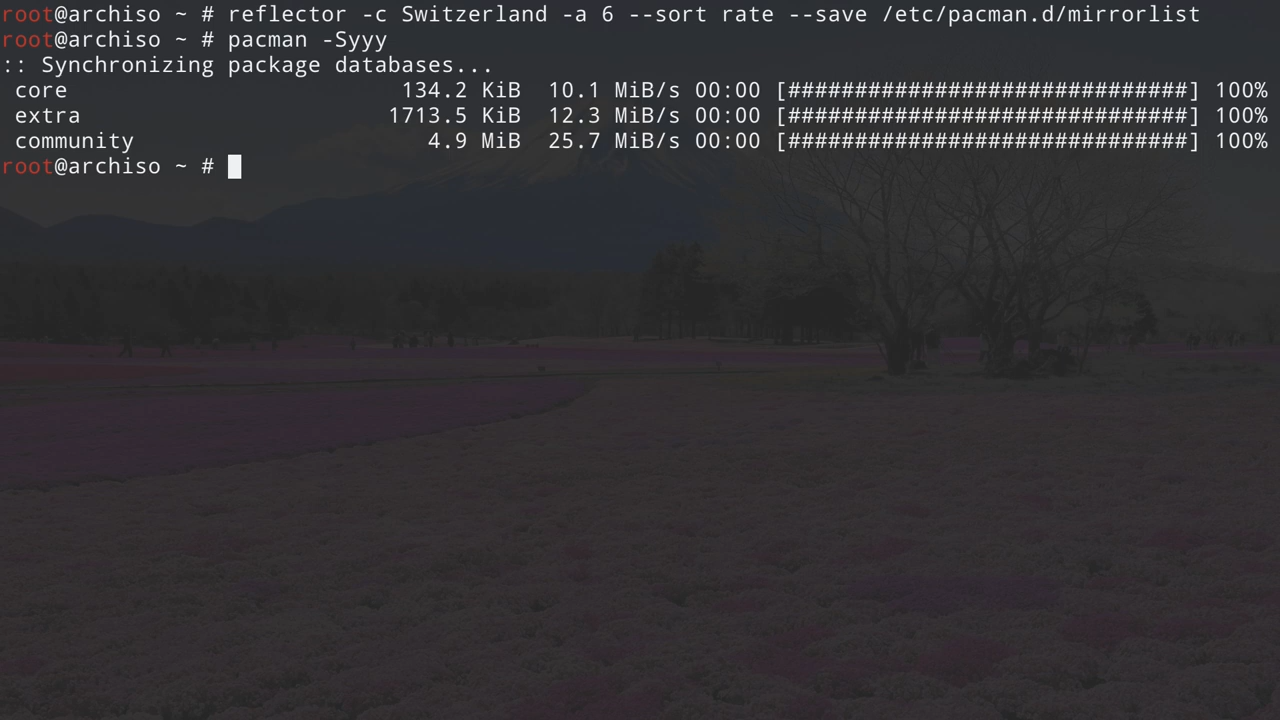 root@archiso ~ # reflector -c Switzerland -a 6 --sort rate --save /etc/pacman.d/mirrorlist
root@archiso ~ # pacman -Syyy
:: Synchronizing package databases...
core 134.2 KiB 10.1 MiB/s 00:00 [##############################] 100%
extra 1713.5 KiB 12.3 MiB/s 00:00 [##############################] 100%
community 4.9 MiB 25.7 MiB/s 00:00 [##############################] 100%
root@archiso ~ #